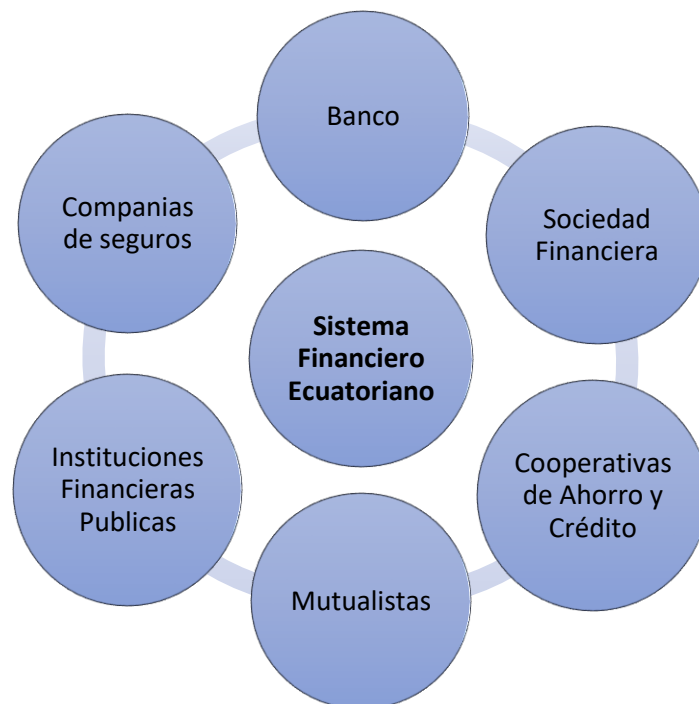 Banco
Sociedad
Financiera
Cooperativas
de Ahorro y
Crédito
Mutualistas
Instituciones
Financieras
Publicas
Companias
de seguros
Sistema
Financiero
Ecuatoriano